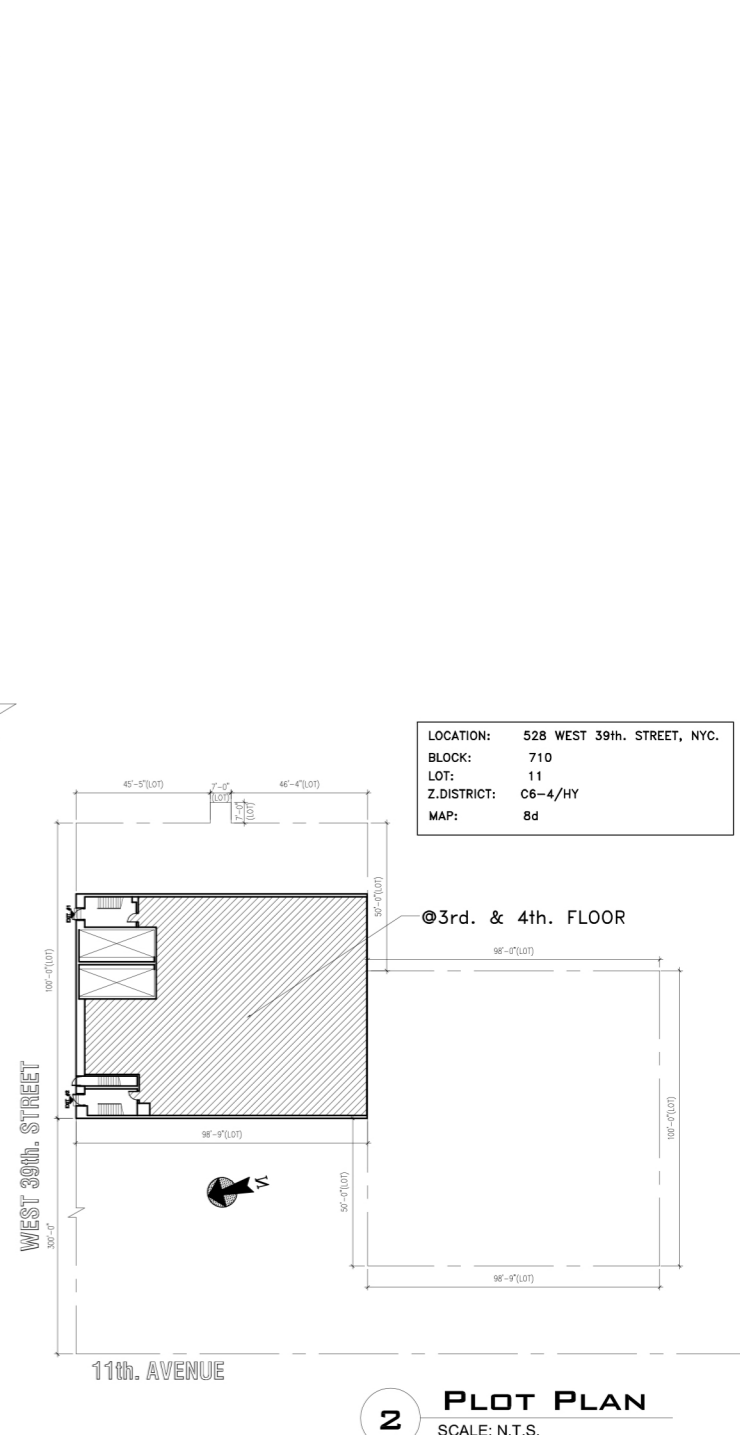 LOCATION: 528 WEST 39th. STREET, NYC.
BLOCK: 710
LOT: 11
Z.DISTRICT: C6-4/HY
MAP: 8d
45'-5"(LOT)
7'-0"
(LOT)
46'-4"(LOT)
7'-0"
(LOT)
50'-0"(LOT)
@3rd. & 4th. FLOOR
98'-0"(LOT)
100'-0"(LOT)
100'-0"(LOT)
98'-9"(LOT)
WEST 39th. STREET
N
50'-0"(LOT)
300'-0"
98'-9"(LOT)
11th. AVENUE
2
PLOT PLAN
SCALE: N.T.S.